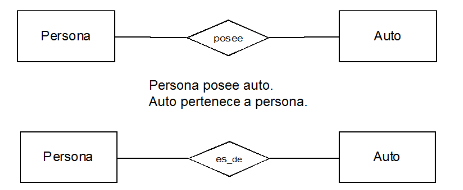 Persona posee Auto
Persona posee auto.
Auto pertenece a persona.
Persona es_de Auto